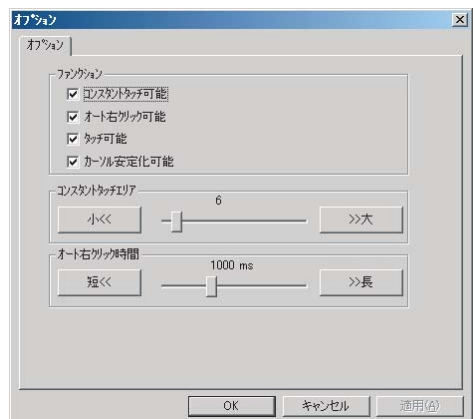 オプション
オプション
ファンクション
コンスタントタッチ可能
オート右クリック可能
タッチ可能
カーソル安定化可能
コンスタントタッチエリア
6
小<<
>>大
オート右クリック時間
1000 ms
短<<
>>長
OK
キャンセル
適用(A)